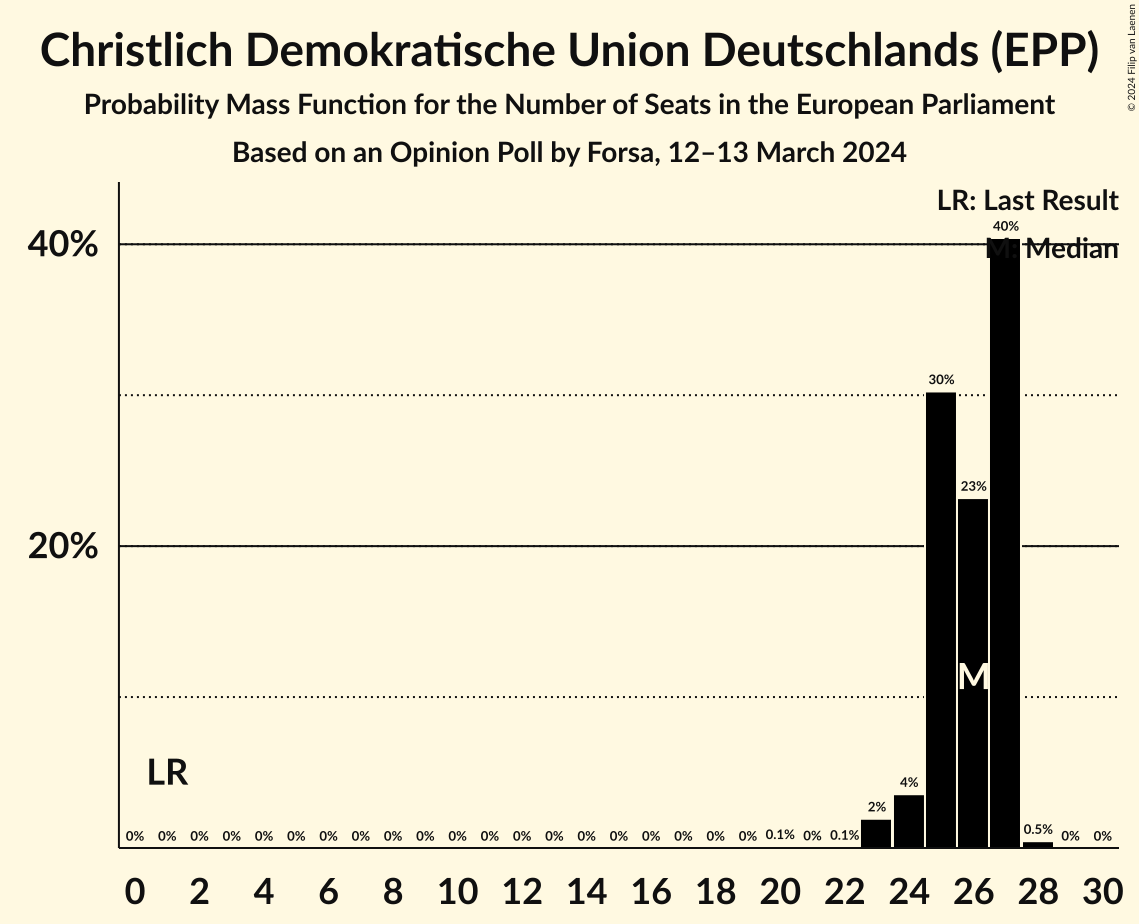 Christlich Demokratische Union Deutschlands (EPP)
Probability Mass Function for the Number of Seats in the European Parliament
Based on an Opinion Poll by Forsa, 12–13 March 2024
© 2024 Filip van Laenen
LR: Last Result
M: Median
40%
20%
40%
30%
23%
M
LR
4%
2%
0% 0% 0% 0% 0% 0% 0% 0% 0% 0% 0% 0% 0% 0% 0% 0% 0% 0% 0% 0% 0.1% 0% 0.1% 0.5% 0% 0%
0 2 4 6 8 10 12 14 16 18 20 22 24 26 28 30